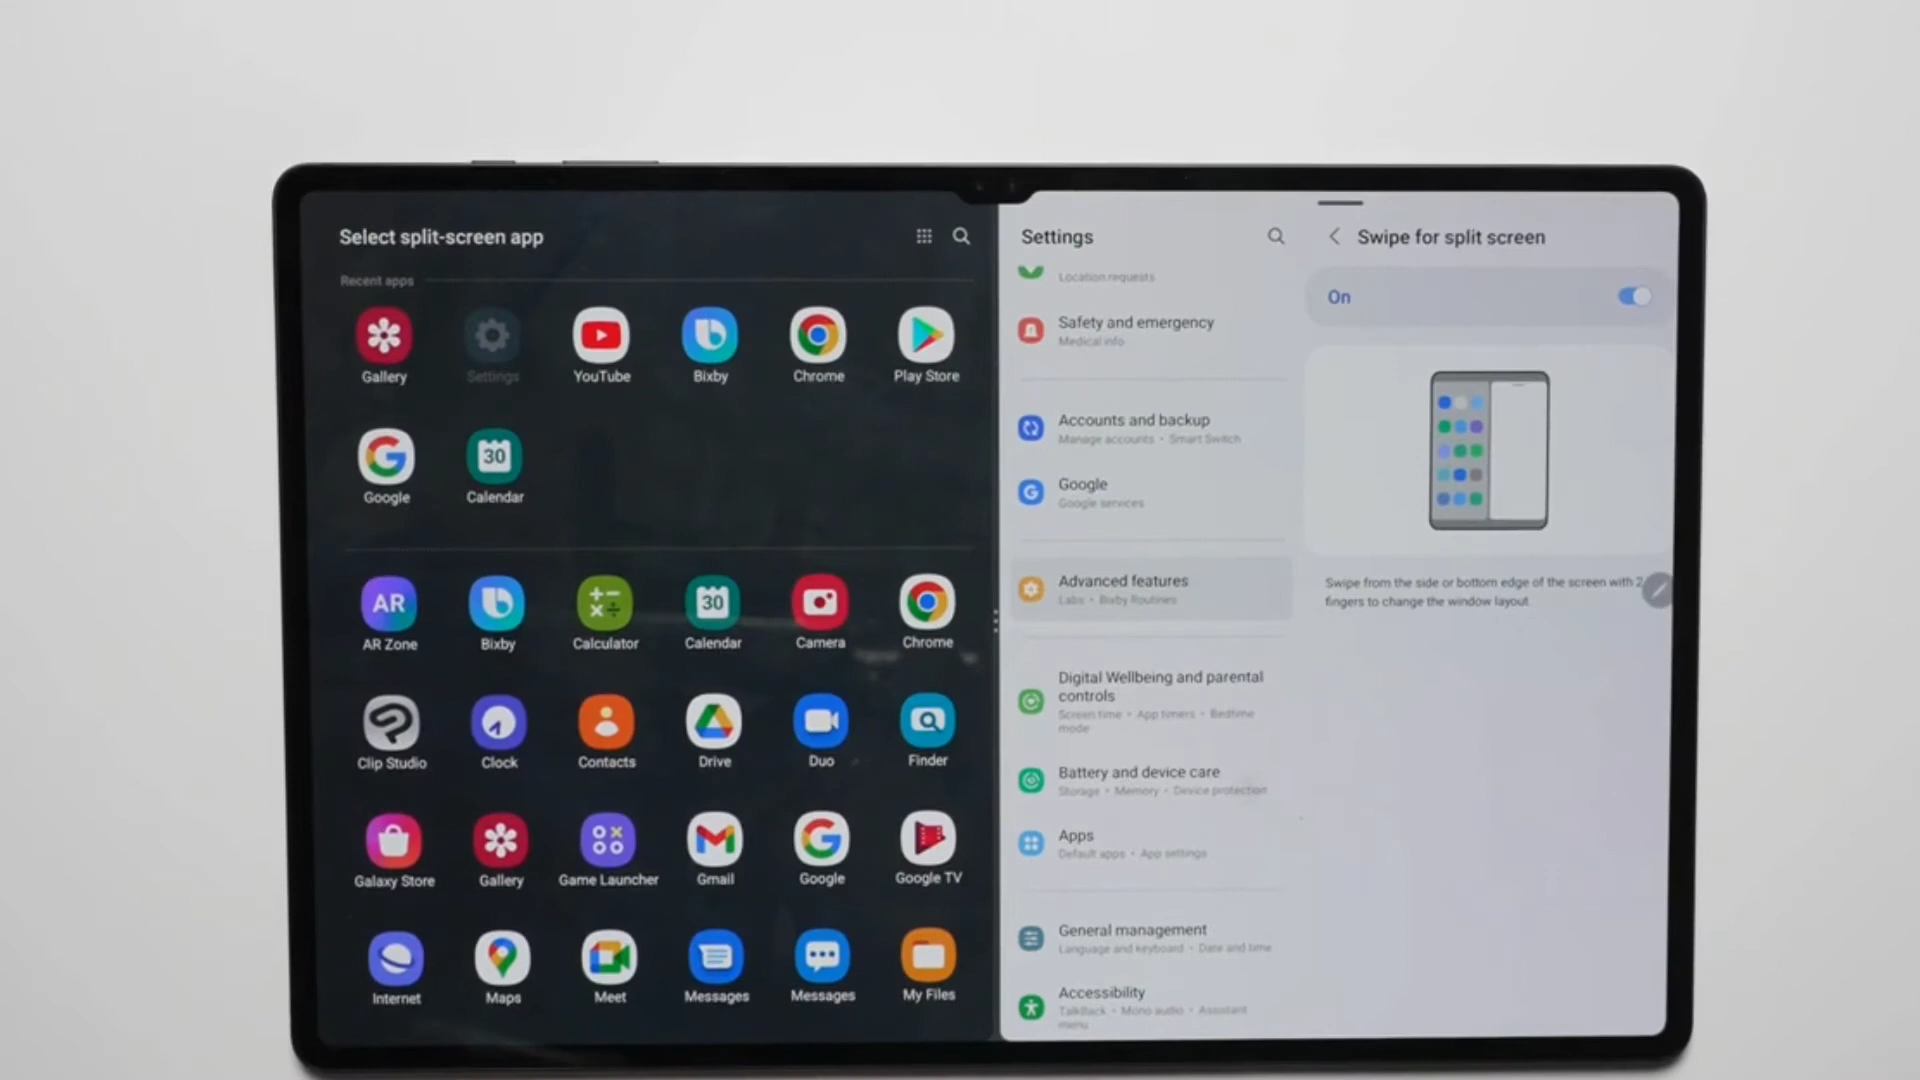 Select split-screen app
Recent apps
Gallery
Settings
YouTube
Bixby
Chrome
Play Store
Google
30
Calendar
AR
AR Zone
Bixby
Calculator
30
Calendar
Camera
Chrome
Clip Studio
Clock
Contacts
Drive
Duo
Finder
Galaxy Store
Gallery
Game Launcher
Gmail
Google
Google TV
Internet
Maps
Meet
Messages
Messages
My Files
Settings
Location requests
Safety and emergency
Medical info
Accounts and backup
Manage accounts • Smart Switch
Google
Google services
Advanced features
Labs • Bixby Routines
Digital Wellbeing and parental
controls
Screen time • App timers • Bedtime
mode
Battery and device care
Storage • Memory • Device protection
Apps
Default apps • App settings
General management
Language and keyboard • Date and time
Accessibility
TalkBack • Mono audio • Assistant
menu
Swipe for split screen
On
Swipe from the side or bottom edge of the screen with 2
fingers to change the window layout.